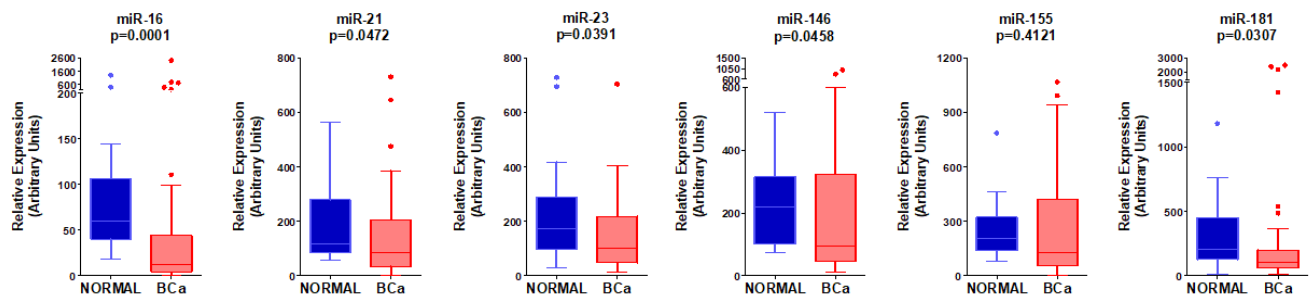 miR-16
p=0.0001
Relative Expression
(Arbitrary Units)
2600
1600
600
200
150
100
50
0
NORMAL BCa
miR-21
p=0.0472
Relative Expression
(Arbitrary Units)
800
600
400
200
0
NORMAL BCa
miR-23
p=0.0391
Relative Expression
(Arbitrary Units)
800
600
400
200
0
NORMAL BCa
miR-146
p=0.0458
Relative Expression
(Arbitrary Units)
1500
1050
600
600
400
200
0
NORMAL BCa
miR-155
p=0.4121
Relative Expression
(Arbitrary Units)
1200
900
600
300
0
NORMAL BCa
miR-181
p=0.0307
Relative Expression
(Arbitrary Units)
3000
2000
1500
1000
500
0
NORMAL BCa